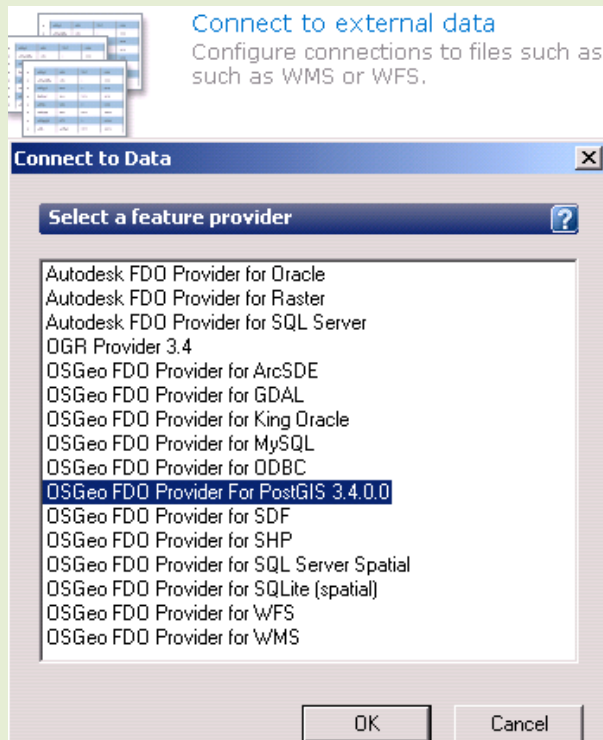 Connect to external data
Configure connections to files such as
such as WMS or WFS.
Connect to Data
Select a feature provider
?
Autodesk FDO Provider for Oracle
Autodesk FDO Provider for Raster
Autodesk FDO Provider for SQL Server
OGR Provider 3.4
OSGeo FDO Provider for ArcSDE
OSGeo FDO Provider for GDAL
OSGeo FDO Provider for King Oracle
OSGeo FDO Provider for MySQL
OSGeo FDO Provider for ODBC
OSGeo FDO Provider For PostGIS 3.4.0.0
OSGeo FDO Provider for SDF
OSGeo FDO Provider for SHP
OSGeo FDO Provider for SQL Server Spatial
OSGeo FDO Provider for SQLite (spatial)
OSGeo FDO Provider for WFS
OSGeo FDO Provider for WMS
OK Cancel